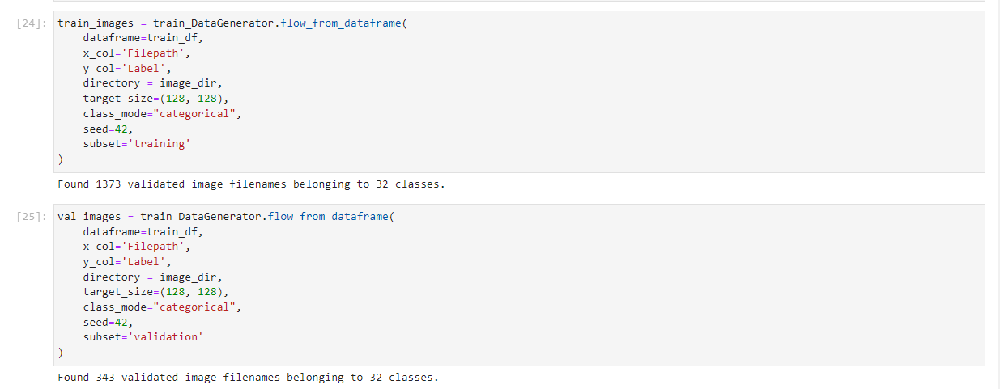 [24]: train_images = train_DataGenerator.flow_from_dataframe(
dataframe=train_df,
x_col='Filepath',
y_col='Label',
directory = image_dir,
target_size=(128, 128),
class_mode="categorical",
seed=42,
subset='training'
)
Found 1373 validated image filenames belonging to 32 classes.
[25]: val_images = train_DataGenerator.flow_from_dataframe(
dataframe=train_df,
x_col='Filepath',
y_col='Label',
directory = image_dir,
target_size=(128, 128),
class_mode="categorical",
seed=42,
subset='validation'
)
Found 343 validated image filenames belonging to 32 classes.